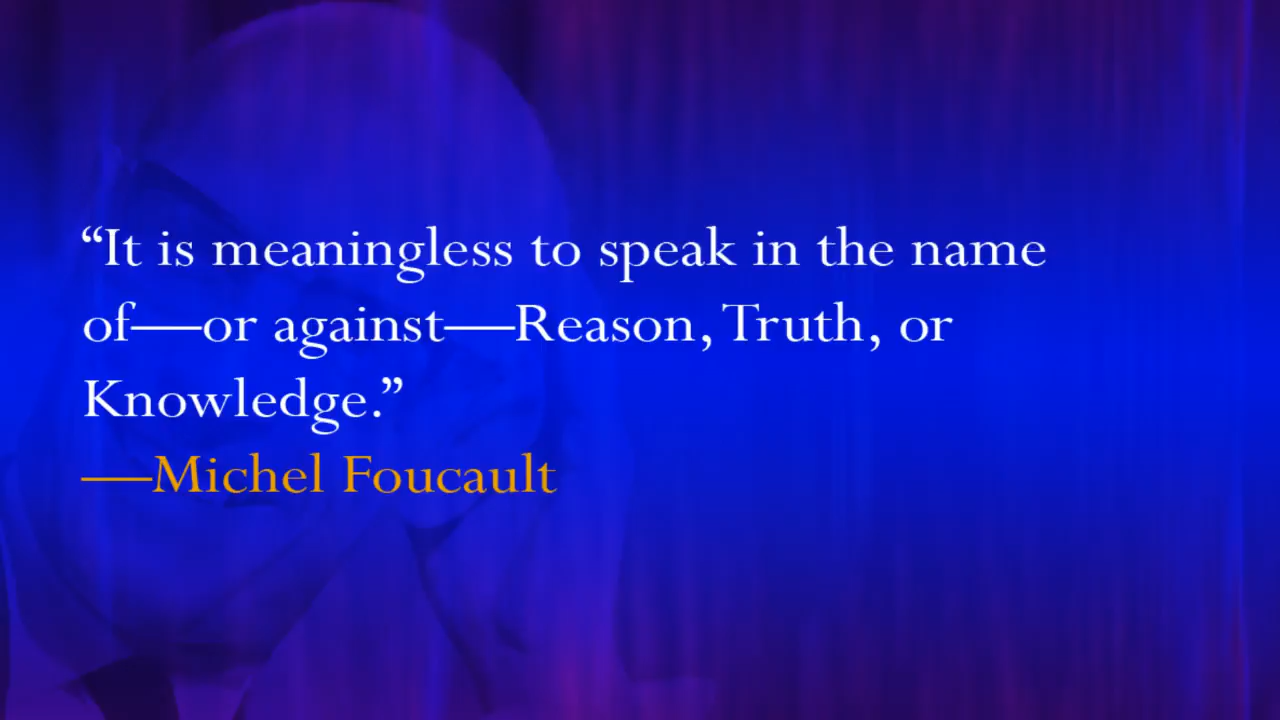 “It is meaningless to speak in the name
of—or against—Reason, Truth, or
Knowledge.”
—Michel Foucault